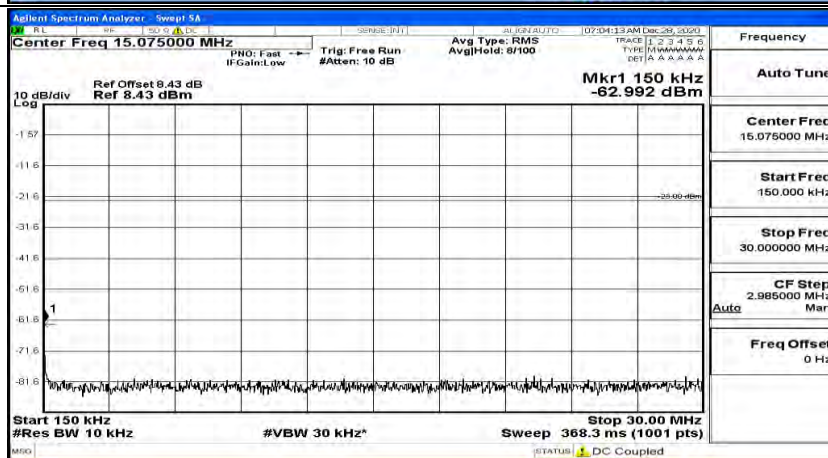 Agilent Spectrum Analyzer - Swept SA
RL RF 50 Ω DC SENSE:INT ALIGN AUTO 07:04:13 AM Dec 28, 2020
Center Freq 15.075000 MHz
PNO: Fast
IFGain:Low
Trig: Free Run
#Atten: 10 dB
Avg Type: RMS
Avg|Hold: 8/100
TRACE 1 2 3 4 5 6
TYPE MWWWWW
DET A A A A A A
Ref Offset 8.43 dB
10 dB/div Ref 8.43 dBm
Log
Mkr1 150 kHz
-62.992 dBm
-1.57
-11.6
-21.6
-25.00 dBm
-31.6
-41.6
-51.6
1
-61.6
-71.6
-81.6
Start 150 kHz
#Res BW 10 kHz
#VBW 30 kHz*
Stop 30.00 MHz
Sweep 368.3 ms (1001 pts)
MSG
STATUS DC Coupled
Frequency
Auto Tune
Center Freq
15.075000 MHz
Start Freq
150.000 kHz
Stop Freq
30.000000 MHz
CF Step
2.985000 MHz
Auto Man
Freq Offset
0 Hz